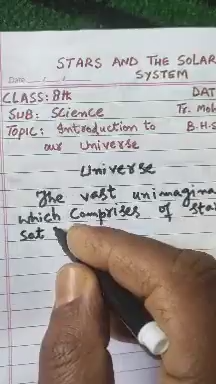 STARS AND THE SOLAR
SYSTEM
Date
CLASS: 8th
DAT
SUB: Science
Tr. Mob
TOPIC: Introduction to
B.H.S
our Universe
Universe
The vast unimagina
which comprises of sta
sat